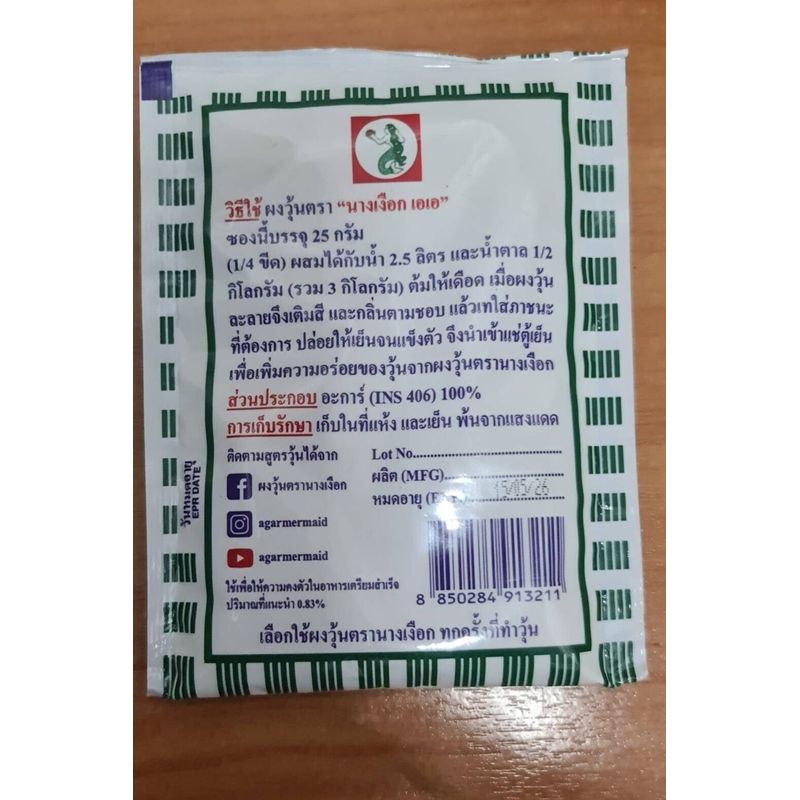 วิธีใช้ ผงวุ้นตรา “นางเงือก เอเอ”
ซองนี้บรรจุ 25 กรัม
(1/4 ขีด) ผสมได้กับน้ำ 2.5 ลิตร และน้ำตาล 1/2
กิโลกรัม (รวม 3 กิโลกรัม) ต้มให้เดือด เมื่อผงวุ้น
ละลายจึงเติมสี และกลิ่นตามชอบ แล้วเทใส่ภาชนะ
ที่ต้องการ ปล่อยให้เย็นจนแข็งตัว จึงนำเข้าแช่ตู้เย็น
เพื่อเพิ่มความอร่อยของวุ้นจากผงวุ้นตรานางเงือก
ส่วนประกอบ อะการ์ (INS 406) 100%
การเก็บรักษา เก็บในที่แห้ง และเย็น พ้นจากแสงแดด
ติดตามสูตรวุ้นได้จาก
ผงวุ้นตรานางเงือก
agarmermaid
agarmermaid
Lot No.
ผลิต (MFG)
หมดอายุ 15/05/26
วันหมดอายุ
EPR DATE
ใช้เพื่อให้ความคงตัวในอาหารเตรียมสำเร็จ
ปริมาณที่แนะนำ 0.83%
8 850284 913211
เลือกใช้ผงวุ้นตรานางเงือก ทุกครั้งที่ทำวุ้น